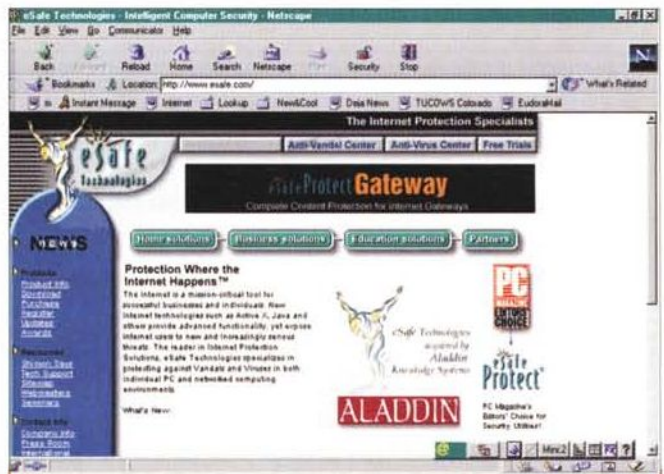 eSafe Technologies - Intelligent Computer Security - Netscape
File Edit View Go Communicator Help
Back Forward Reload Home Search Netscape Print Security Stop
Bookmarks Location: http://www.esafe.com/ What's Related
Instant Message Internet Lookup New&Cool Deja News TUCOWS Colorado EudoraMail
The Internet Protection Specialists
Anti-Vandal Center Anti-Virus Center Free Trials
eSafe
Technologies
eSafe Protect Gateway
Complete Content Protection for Internet Gateways
NEWS
Home solutions Business solutions Education solutions Partners
Products
Product Info
Download
Purchase
Register
Updates
Awards
Protection Where the
Internet Happens™
The Internet is a mission-critical tool for
successful businesses and individuals. New
Internet technologies such as Active X, Java and
others provide advanced functionality, yet expose
Internet users to new and increasingly serious
threats. The leader in Internet Protection
Solutions, eSafe Technologies specializes in
protecting against Vandals and Viruses in both
individual PC and networked computing
environments.
What's New:
Resources
Tech Support
Sitemap
Webmasters
Seminars
Contact Info
Company Info
Press Room
International
eSafe Technologies
acquired by
Aladdin
Knowledge Systems
ALADDIN
PC
MAGAZINE
EDITORS'
CHOICE
eSafe
Protect
PC Magazine's
Editors' Choice for
Security Utilities!
Mini2